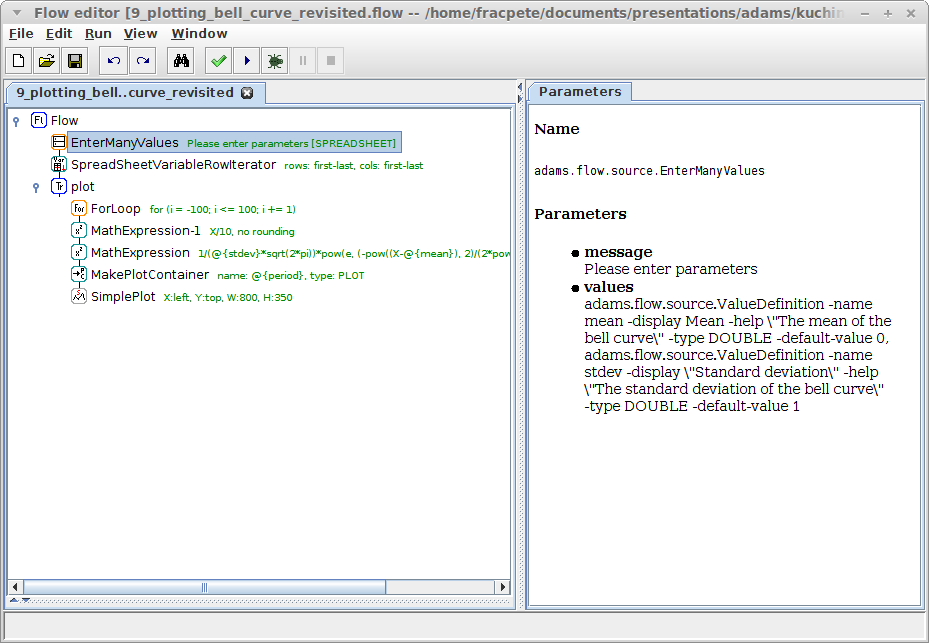 Flow editor [9_plotting_bell_curve_revisited.flow -- /home/fracpete/documents/presentations/adams/kuchin
File Edit Run View Window
9_plotting_bell..curve_revisited
Flow
EnterManyValues Please enter parameters [SPREADSHEET]
SpreadSheetVariableRowIterator rows: first-last, cols: first-last
plot
ForLoop for (i = -100; i <= 100; i += 1)
MathExpression-1 X/10, no rounding
MathExpression 1/(@{stdev}*sqrt(2*pi))*pow(e, (-pow((X-@{mean}), 2)/(2*pow
MakePlotContainer name: @{period}, type: PLOT
SimplePlot X:left, Y:top, W:800, H:350
Parameters
Name
adams.flow.source.EnterManyValues
Parameters
● message
Please enter parameters
● values
adams.flow.source.ValueDefinition -name
mean -display Mean -help \"The mean of the
bell curve\" -type DOUBLE -default-value 0,
adams.flow.source.ValueDefinition -name
stdev -display \"Standard deviation\" -help
\"The standard deviation of the bell curve\"
-type DOUBLE -default-value 1